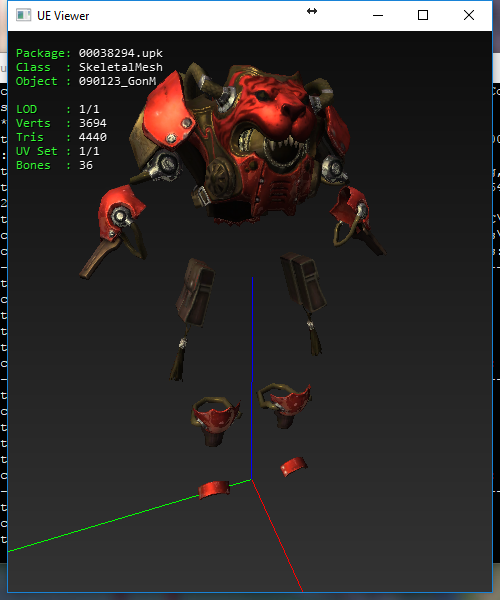 UE Viewer
Package: 00038294.upk
Class : SkeletalMesh
Object : 090123_GonM
LOD : 1/1
Verts : 3694
Tris : 4440
UV Set : 1/1
Bones : 36